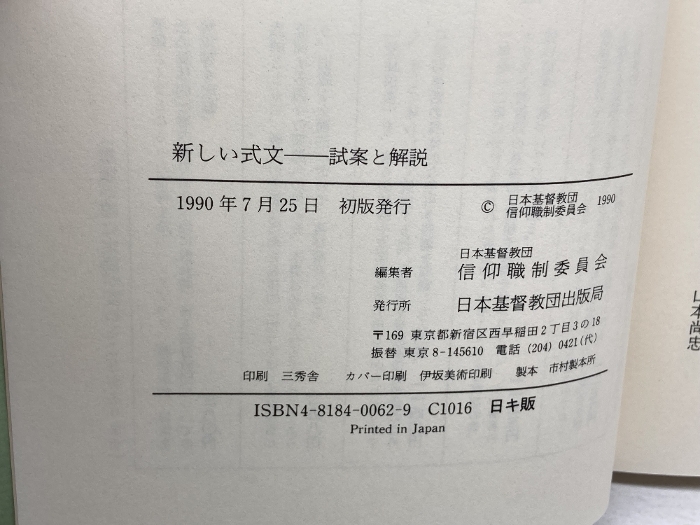 新しい式文——試案と解説
1990年7月25日 初版発行 © 日本基督教団 信仰職制委員会 1990
日本基督教団
編集者 信仰職制委員会
発行所 日本基督教団出版局
〒169 東京都新宿区西早稲田2丁目3の18
振替 東京8-145610 電話 (204) 0421(代)
印刷 三秀舎 カバー印刷 伊坂美術印刷 製本 市村製本所
ISBN4-8184-0062-9 C1016 日キ販
Printed in Japan
山本尚忠